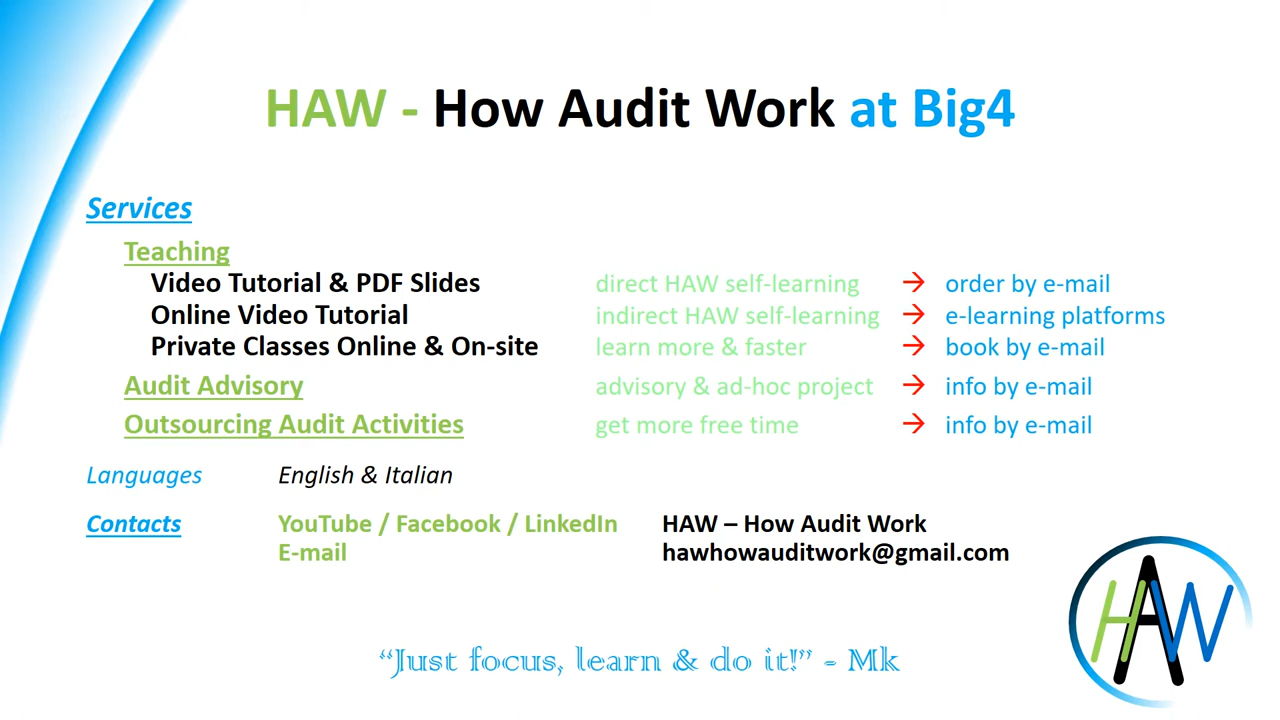 HAW - How Audit Work at Big4
Services
Teaching
Video Tutorial & PDF Slides direct HAW self-learning → order by e-mail
Online Video Tutorial indirect HAW self-learning → e-learning platforms
Private Classes Online & On-site learn more & faster → book by e-mail
Audit Advisory advisory & ad-hoc project → info by e-mail
Outsourcing Audit Activities get more free time → info by e-mail
Languages English & Italian
Contacts YouTube / Facebook / LinkedIn HAW – How Audit Work
E-mail hawhowauditwork@gmail.com
HAW
“Just focus, learn & do it!” - Mk